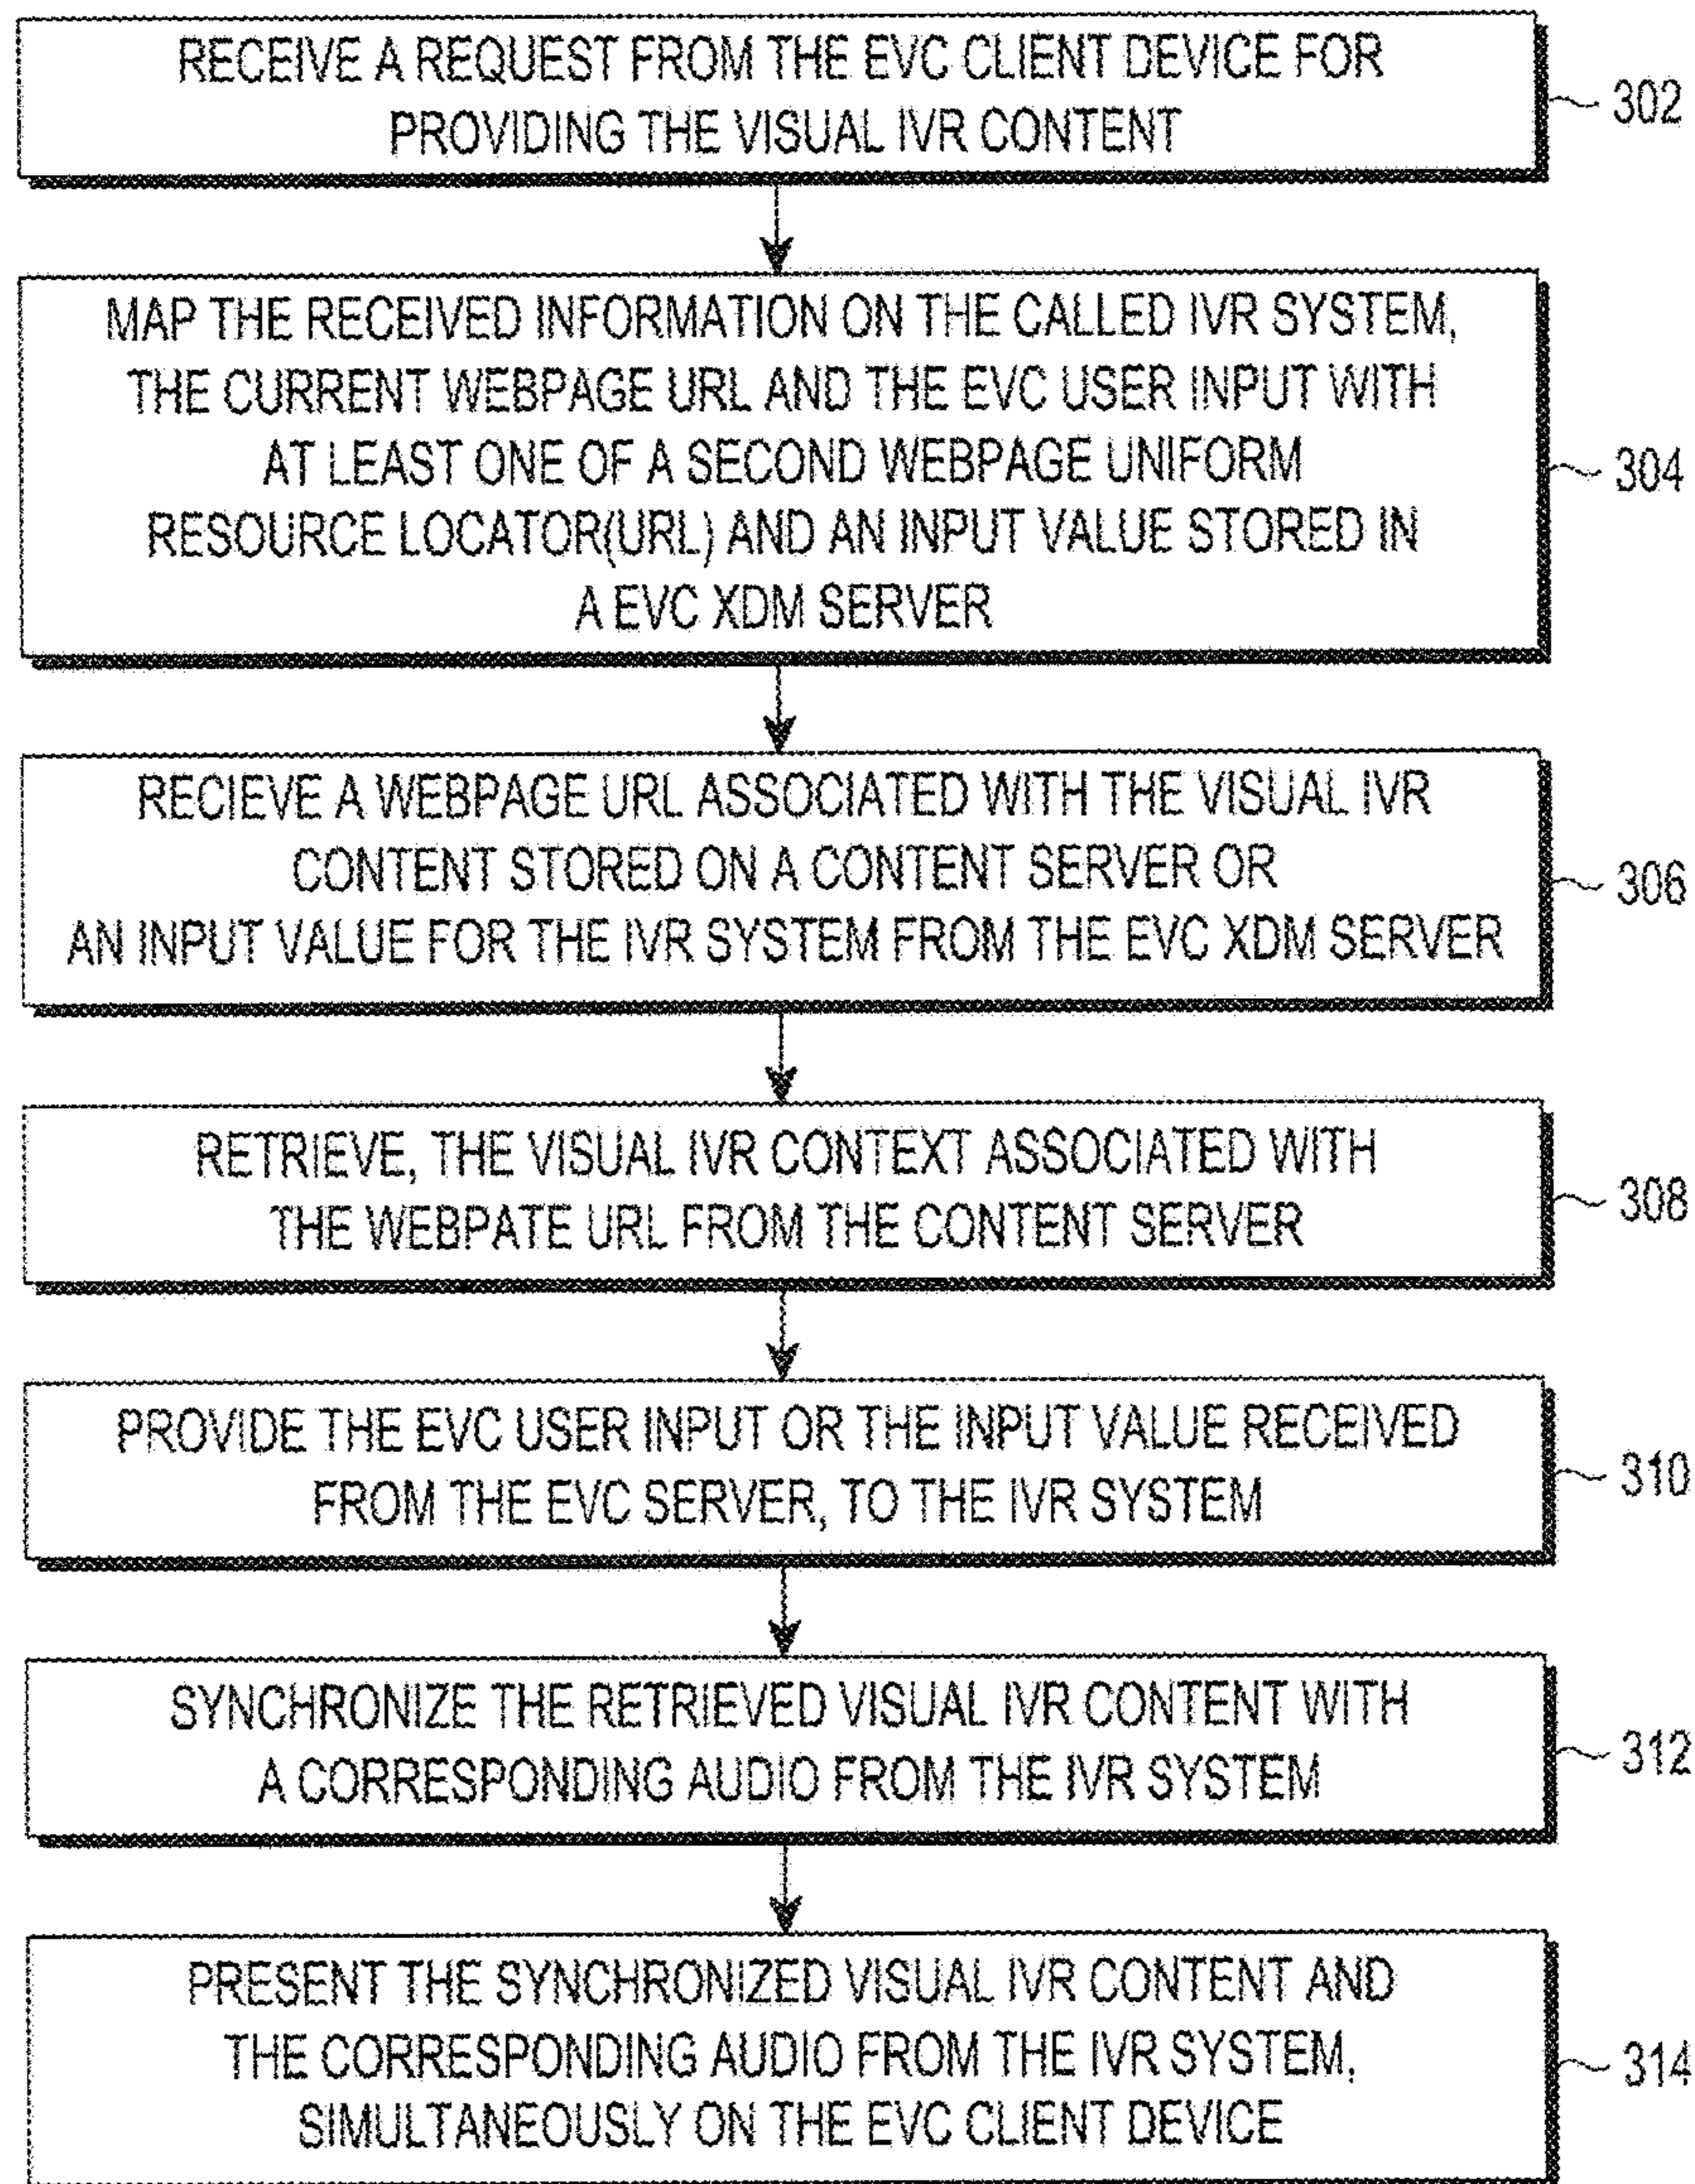 RECEIVE A REQUEST FROM THE EVC CLIENT DEVICE FOR
PROVIDING THE VISUAL IVR CONTENT
302
MAP THE RECEIVED INFORMATION ON THE CALLED IVR SYSTEM,
THE CURRENT WEBPAGE URL AND THE EVC USER INPUT WITH
AT LEAST ONE OF A SECOND WEBPAGE UNIFORM
RESOURCE LOCATOR(URL) AND AN INPUT VALUE STORED IN
A EVC XDM SERVER
304
RECIEVE A WEBPAGE URL ASSOCIATED WITH THE VISUAL IVR
CONTENT STORED ON A CONTENT SERVER OR
AN INPUT VALUE FOR THE IVR SYSTEM FROM THE EVC XDM SERVER
306
RETRIEVE, THE VISUAL IVR CONTEXT ASSOCIATED WITH
THE WEBPATE URL FROM THE CONTENT SERVER
308
PROVIDE THE EVC USER INPUT OR THE INPUT VALUE RECEIVED
FROM THE EVC SERVER, TO THE IVR SYSTEM
310
SYNCHRONIZE THE RETRIEVED VISUAL IVR CONTENT WITH
A CORRESPONDING AUDIO FROM THE IVR SYSTEM
312
PRESENT THE SYNCHRONIZED VISUAL IVR CONTENT AND
THE CORRESPONDING AUDIO FROM THE IVR SYSTEM,
SIMULTANEOUSLY ON THE EVC CLIENT DEVICE
314